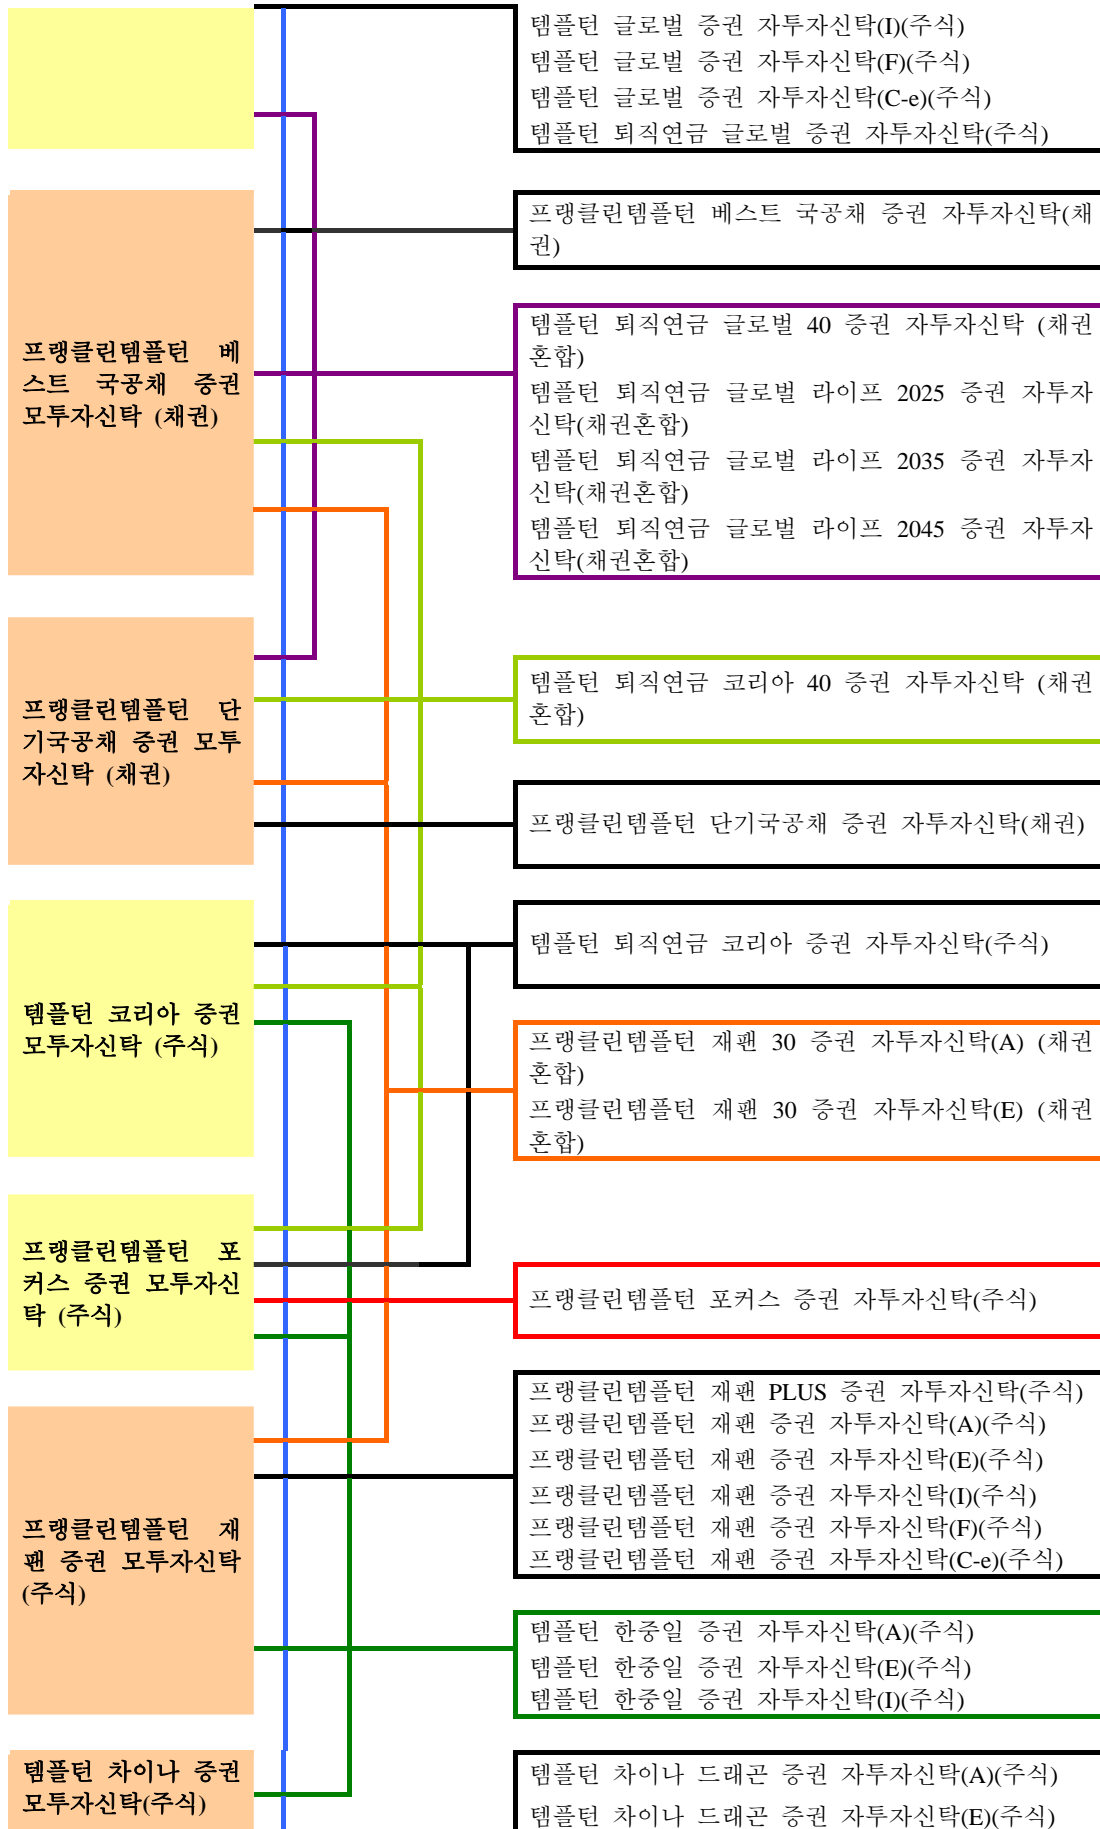 템플턴 글로벌 증권 자투자신탁(I)(주식)
템플턴 글로벌 증권 자투자신탁(F)(주식)
템플턴 글로벌 증권 자투자신탁(C-e)(주식)
템플턴 퇴직연금 글로벌 증권 자투자신탁(주식)
프랭클린템플턴 베
스트 국공채 증권
모투자신탁 (채권)
프랭클린템플턴 베스트 국공채 증권 자투자신탁(채
권)
템플턴 퇴직연금 글로벌 40 증권 자투자신탁 (채권
혼합)
템플턴 퇴직연금 글로벌 라이프 2025 증권 자투자
신탁(채권혼합)
템플턴 퇴직연금 글로벌 라이프 2035 증권 자투자
신탁(채권혼합)
템플턴 퇴직연금 글로벌 라이프 2045 증권 자투자
신탁(채권혼합)
프랭클린템플턴 단
기국공채 증권 모투
자신탁 (채권)
템플턴 퇴직연금 코리아 40 증권 자투자신탁 (채권
혼합)
프랭클린템플턴 단기국공채 증권 자투자신탁(채권)
템플턴 코리아 증권
모투자신탁 (주식)
템플턴 퇴직연금 코리아 증권 자투자신탁(주식)
프랭클린템플턴 재팬 30 증권 자투자신탁(A) (채권
혼합)
프랭클린템플턴 재팬 30 증권 자투자신탁(E) (채권
혼합)
프랭클린템플턴 포
커스 증권 모투자신
탁 (주식)
프랭클린템플턴 포커스 증권 자투자신탁(주식)
프랭클린템플턴 재
팬 증권 모투자신탁
(주식)
프랭클린템플턴 재팬 PLUS 증권 자투자신탁(주식)
프랭클린템플턴 재팬 증권 자투자신탁(A)(주식)
프랭클린템플턴 재팬 증권 자투자신탁(E)(주식)
프랭클린템플턴 재팬 증권 자투자신탁(I)(주식)
프랭클린템플턴 재팬 증권 자투자신탁(F)(주식)
프랭클린템플턴 재팬 증권 자투자신탁(C-e)(주식)
템플턴 한중일 증권 자투자신탁(A)(주식)
템플턴 한중일 증권 자투자신탁(E)(주식)
템플턴 한중일 증권 자투자신탁(I)(주식)
템플턴 차이나 증권
모투자신탁(주식)
템플턴 차이나 드래곤 증권 자투자신탁(A)(주식)
템플턴 차이나 드래곤 증권 자투자신탁(E)(주식)